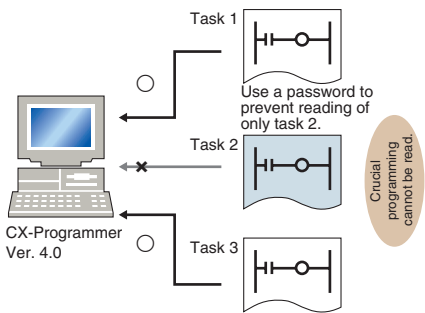 Task 1
Use a password to
prevent reading of
only task 2.
Task 2
Crucial
programming
cannot be read.
CX-Programmer
Ver. 4.0
Task 3